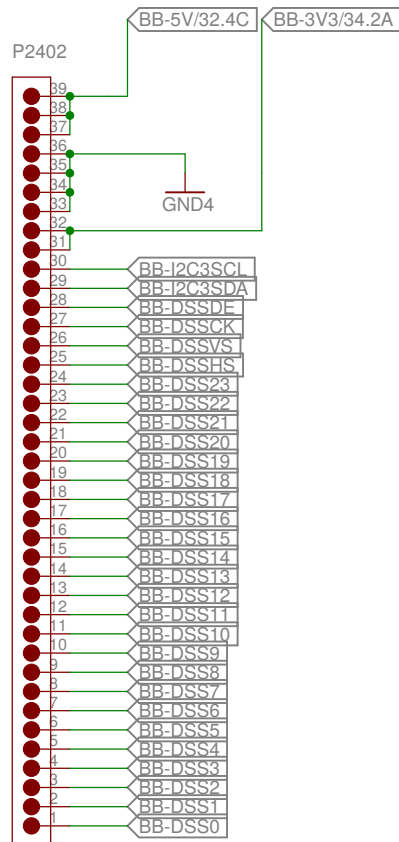 BB-5V/32.4C BB-3V3/34.2A
P2402
39
38
37
36
35
34
GND4
33
32
31
30 BB-I2C3SCL
29 BB-I2C3SDA
28 BB-DSSDE
27 BB-DSSCK
26 BB-DSSVS
25 BB-DSSHS
24 BB-DSS23
23 BB-DSS22
22 BB-DSS21
21 BB-DSS20
20 BB-DSS19
19 BB-DSS18
18 BB-DSS17
17 BB-DSS16
16 BB-DSS15
15 BB-DSS14
14 BB-DSS13
13 BB-DSS12
12 BB-DSS11
11 BB-DSS10
10 BB-DSS9
9 BB-DSS8
8 BB-DSS7
7 BB-DSS6
6 BB-DSS5
5 BB-DSS4
4 BB-DSS3
3 BB-DSS2
2 BB-DSS1
1 BB-DSS0